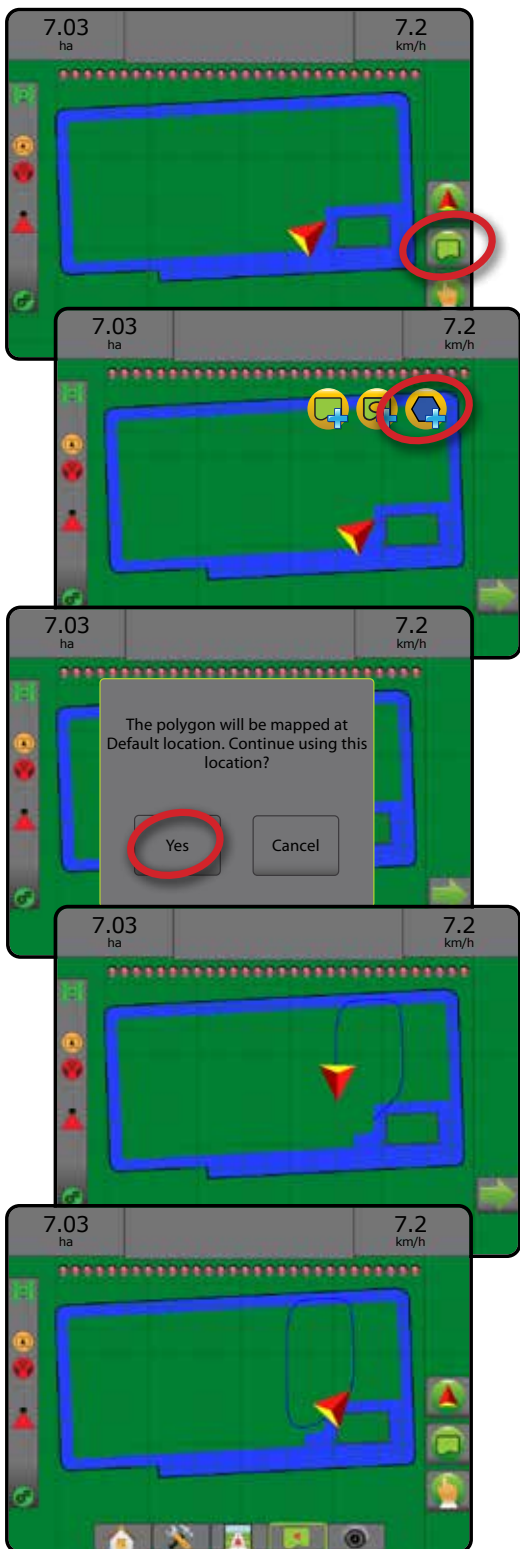 7.03 7.2
ha km/h
7.03 7.2
ha km/h
7.03 7.2
ha km/h
The polygon will be mapped at
Default location. Continue using this
location?
Yes Cancel
7.03 7.2
ha km/h
7.03 7.2
ha km/h